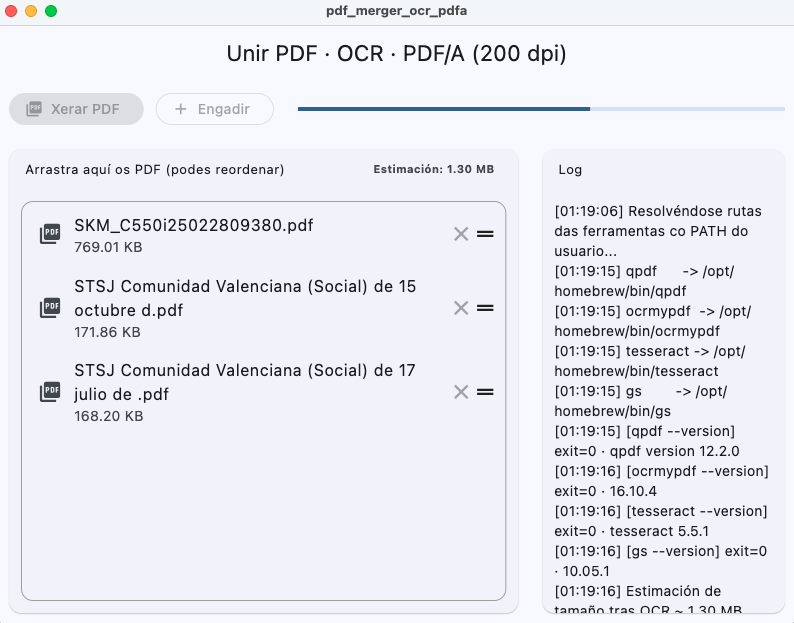 pdf_merger_ocr_pdfa
Unir PDF · OCR · PDF/A (200 dpi)
PDF Xerar PDF
+ Engadir
Arrastra aquí os PDF (podes reordenar)
Estimación: 1.30 MB
PDF
SKM_C550i25022809380.pdf
769.01 KB
PDF
STSJ Comunidad Valenciana (Social) de 15
octubre d.pdf
171.86 KB
PDF
STSJ Comunidad Valenciana (Social) de 17
julio de .pdf
168.20 KB
Log
[01:19:06] Resolvéndose rutas
das ferramentas co PATH do
usuario...
[01:19:15] qpdf -> /opt/
homebrew/bin/qpdf
[01:19:15] ocrmypdf -> /opt/
homebrew/bin/ocrmypdf
[01:19:15] tesseract -> /opt/
homebrew/bin/tesseract
[01:19:15] gs -> /opt/
homebrew/bin/gs
[01:19:15] [qpdf --version]
exit=0 · qpdf version 12.2.0
[01:19:16] [ocrmypdf --version]
exit=0 · 16.10.4
[01:19:16] [tesseract --version]
exit=0 · tesseract 5.5.1
[01:19:16] [gs --version] exit=0
· 10.05.1
[01:19:16] Estimación de
tamaño tras OCR ~ 1.30 MB